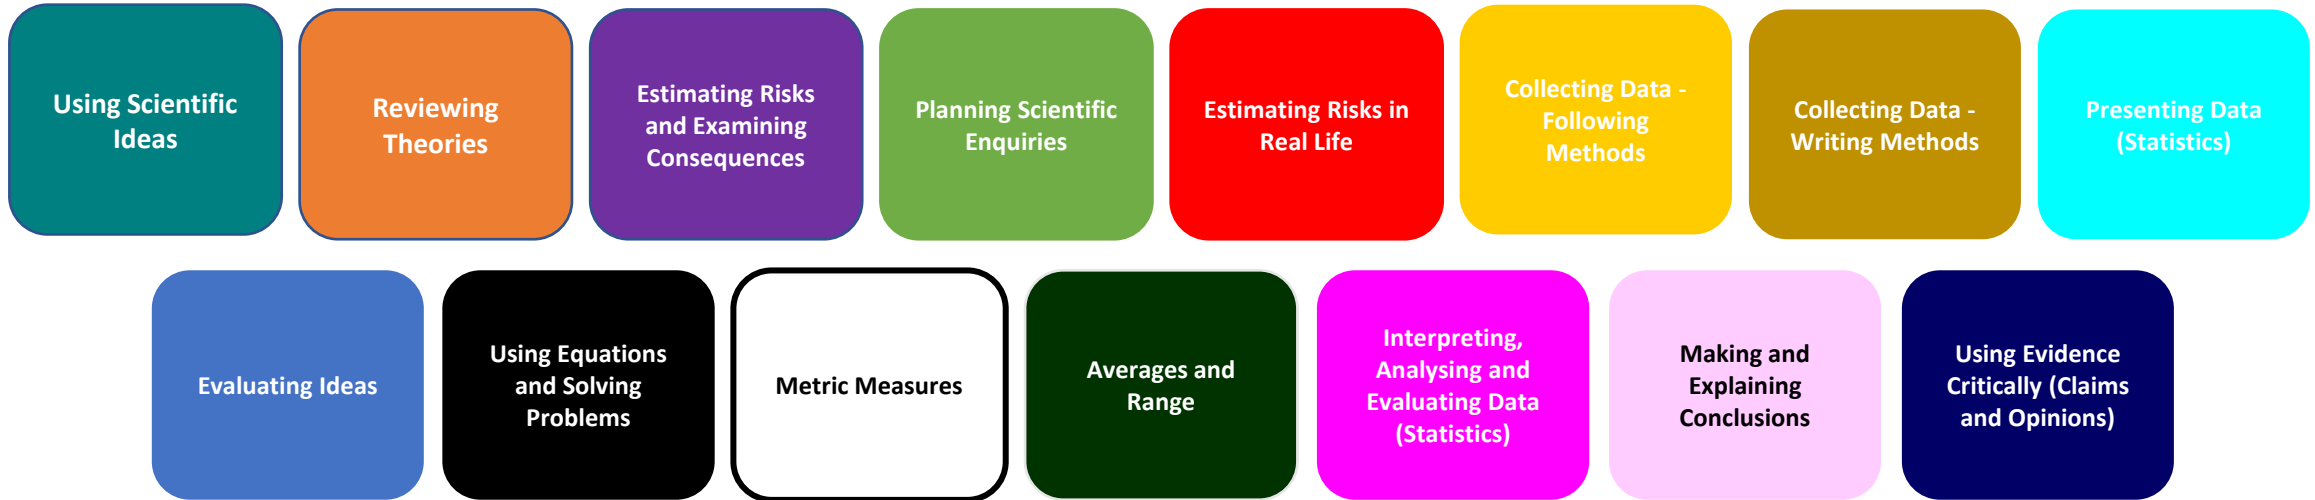 Using Scientific
Ideas
Reviewing
Theories
Estimating Risks
and Examining
Consequences
Planning Scientific
Enquiries
Estimating Risks in
Real Life
Collecting Data -
Following
Methods
Collecting Data -
Writing Methods
Presenting Data
(Statistics)
Evaluating Ideas
Using Equations
and Solving
Problems
Metric Measures
Averages and
Range
Interpreting,
Analysing and
Evaluating Data
(Statistics)
Making and
Explaining
Conclusions
Using Evidence
Critically (Claims
and Opinions)